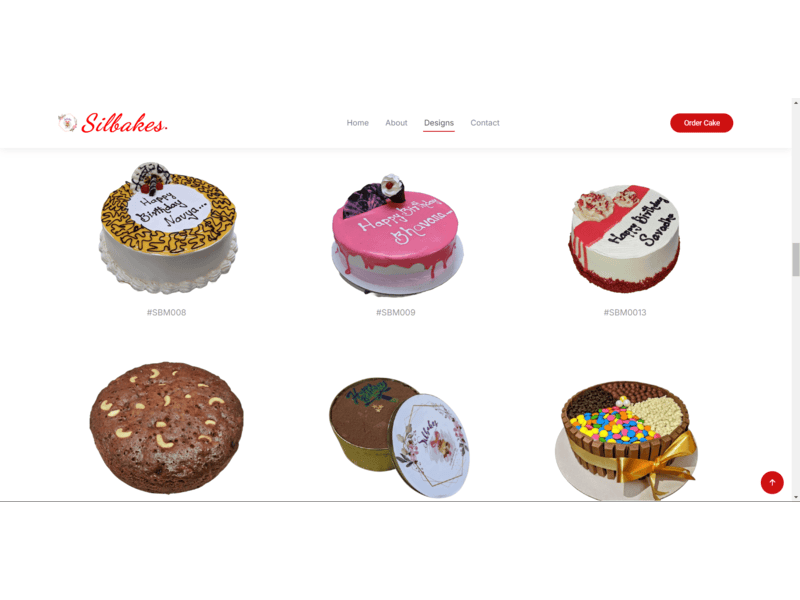 Silbakes.
Home About Designs Contact
Order Cake
Happy
Birthday
Navya...
Happy Birthday
Bhavana...
Happy Birthday
#SBM008
#SBM009
#SBM0013
Silbakes